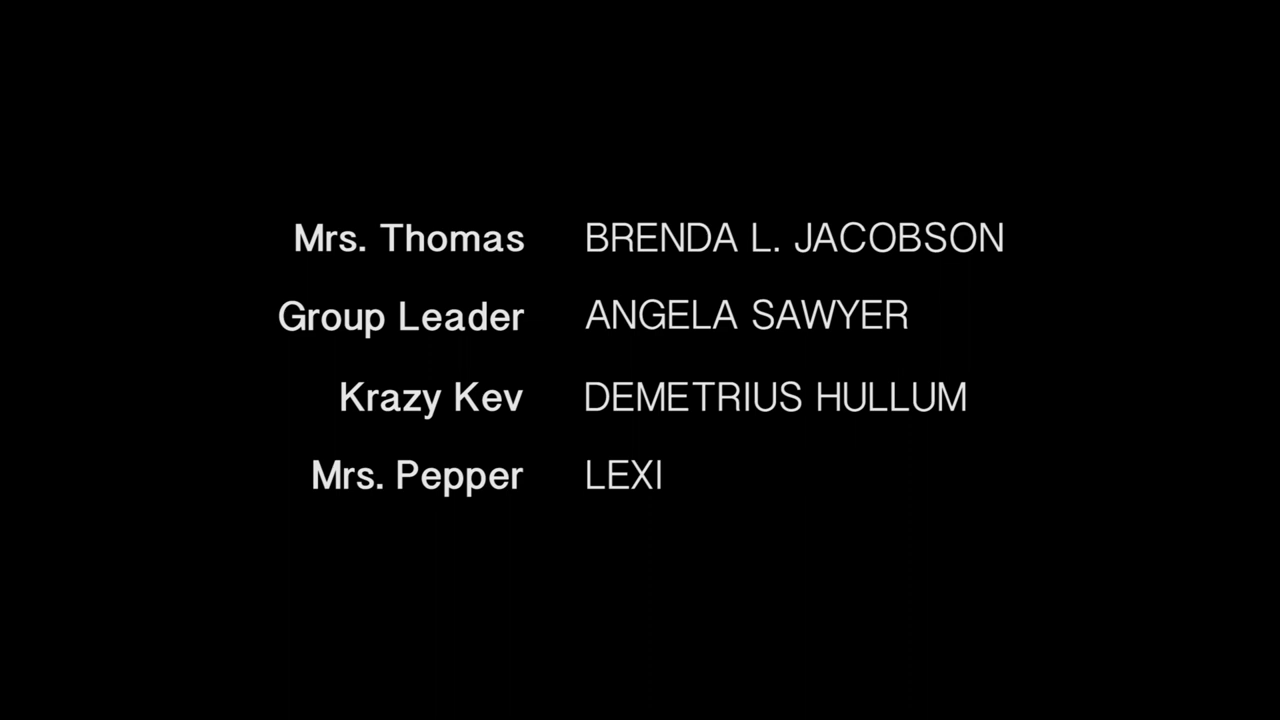 Mrs. Thomas BRENDA L. JACOBSON
Group Leader ANGELA SAWYER
Krazy Kev DEMETRIUS HULLUM
Mrs. Pepper LEXI